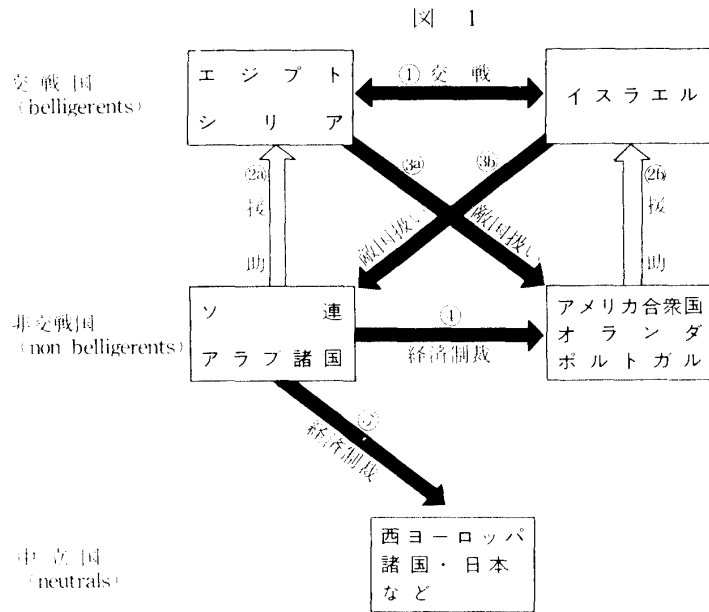 図 1
交戦国
(belligerents)
エジプト
シリア
① 交戦
イスラエル
②a
援助
③a
敵国扱い
③b
敵国扱い
②b
援助
非交戦国
(non belligerents)
ソ連
アラブ諸国
④
経済制裁
アメリカ合衆国
オランダ
ポルトガル
⑤
経済制裁
中立国
(neutrals)
西ヨーロッパ
諸国・日本
など